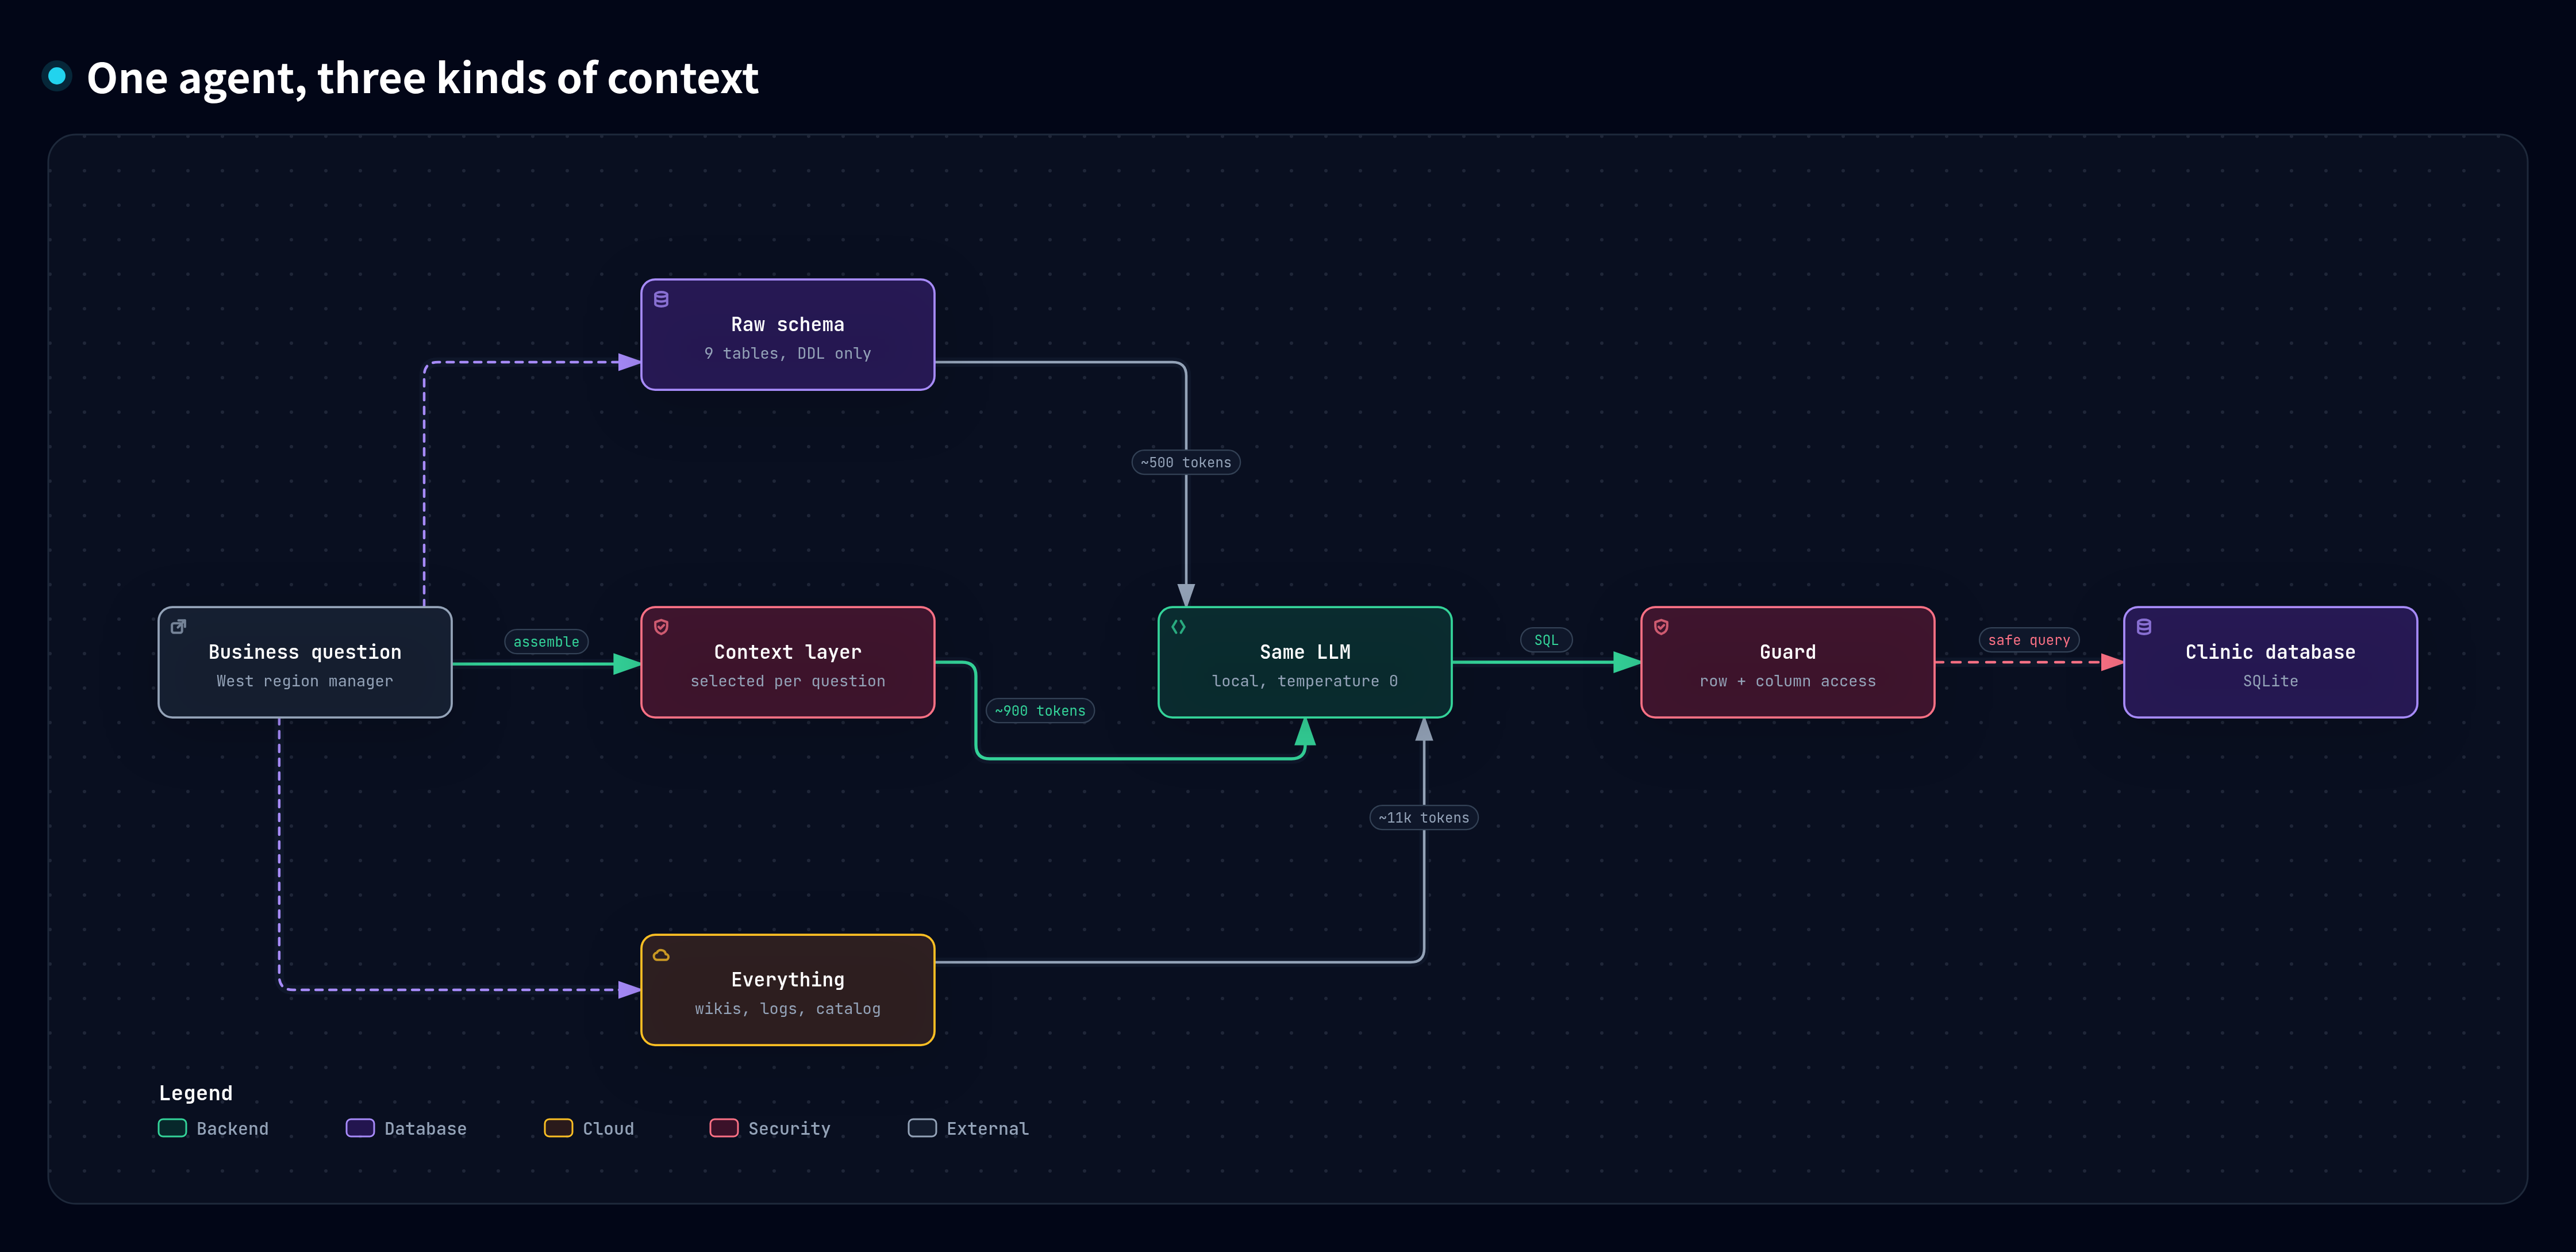 One agent, three kinds of context
Raw schema
9 tables, DDL only
~500 tokens
Business question
West region manager
assemble
Context layer
selected per question
~900 tokens
Same LLM
local, temperature 0
SQL
Guard
row + column access
safe query
Clinic database
SQLite
~11k tokens
Everything
wikis, logs, catalog
Legend
Backend
Database
Cloud
Security
External